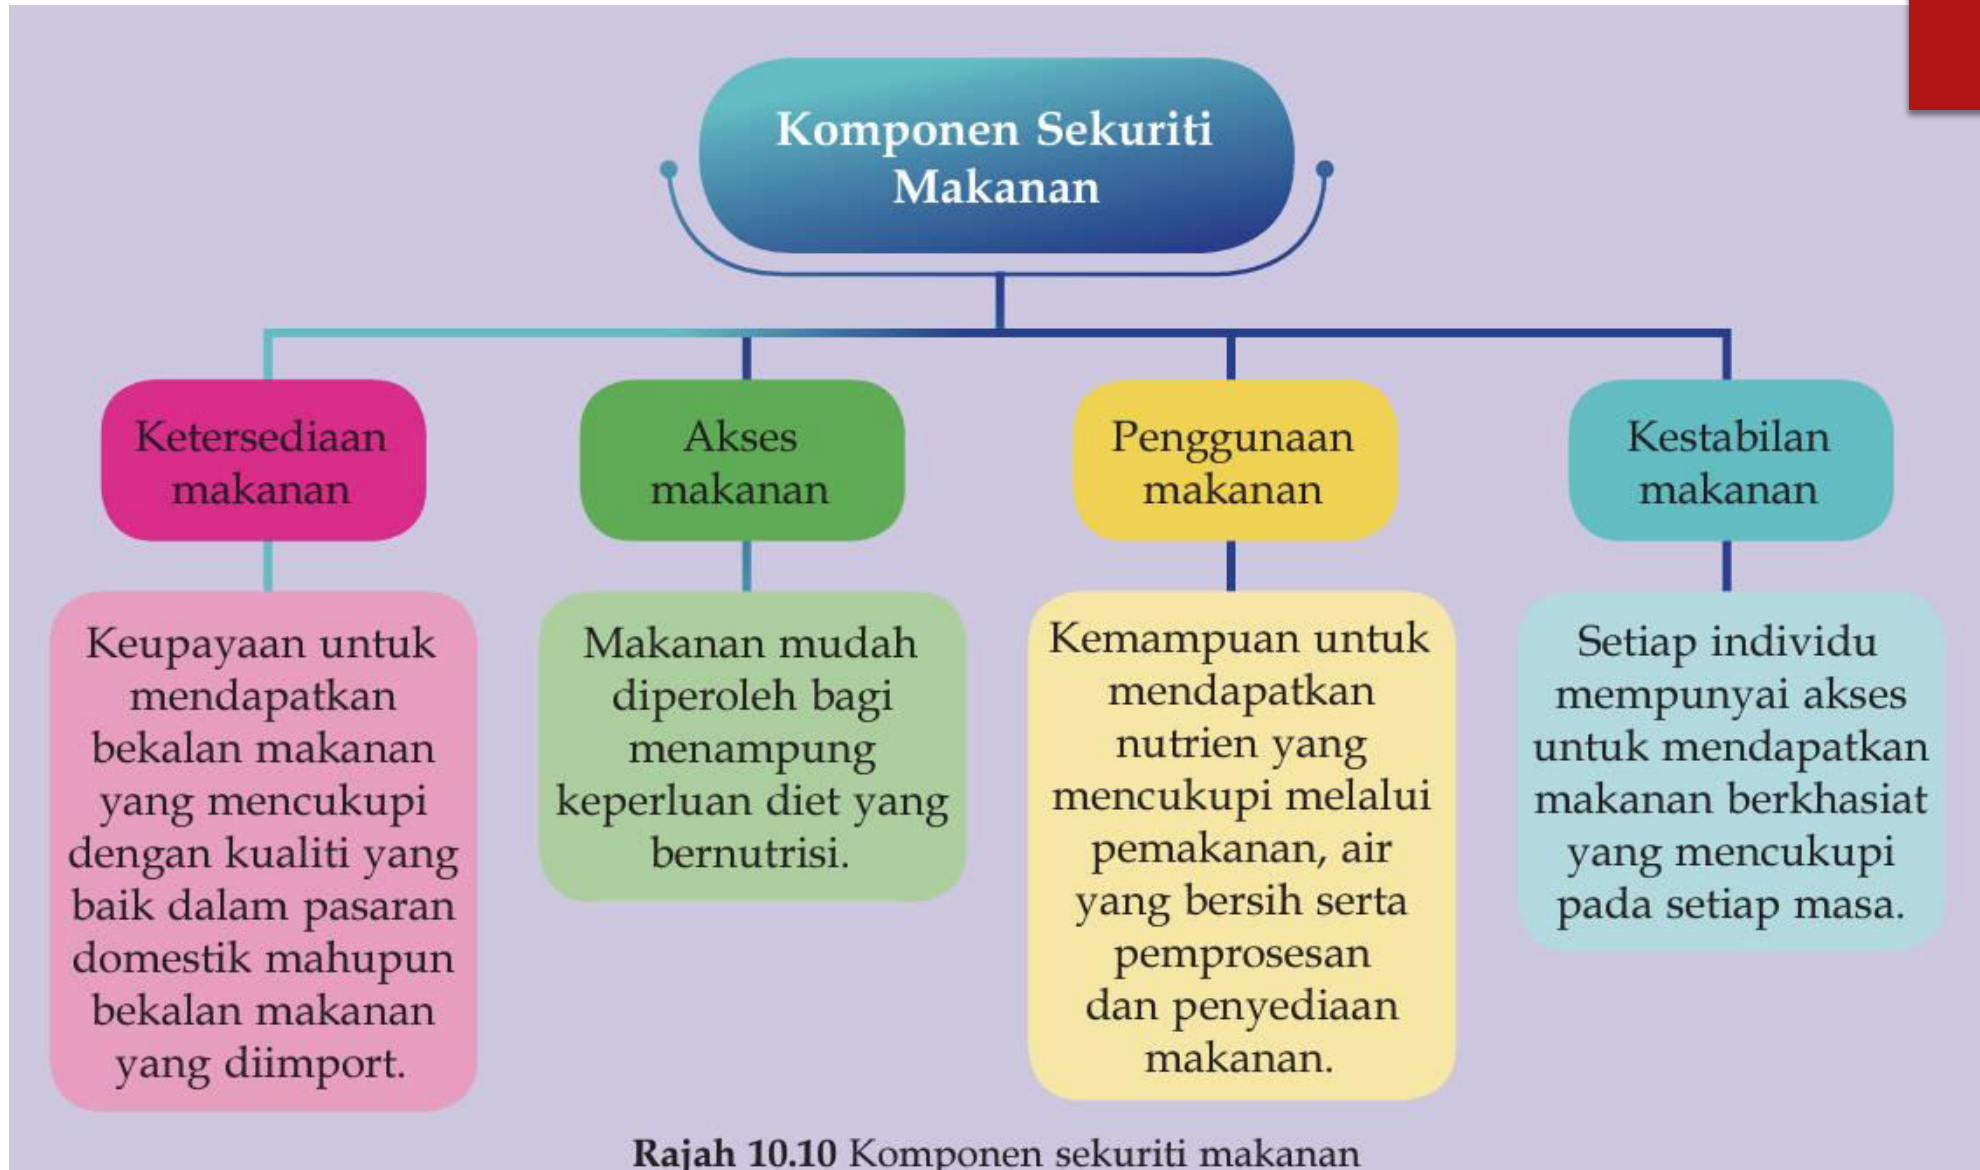 Komponen Sekuriti
Makanan
Ketersediaan
makanan
Akses
makanan
Penggunaan
makanan
Kestabilan
makanan
Keupayaan untuk
mendapatkan
bekalan makanan
yang mencukupi
dengan kualiti yang
baik dalam pasaran
domestik mahupun
bekalan makanan
yang diimport.
Makanan mudah
diperoleh bagi
menampung
keperluan diet yang
bernutrisi.
Kemampuan untuk
mendapatkan
nutrien yang
mencukupi melalui
pemakanan, air
yang bersih serta
pemprosesan
dan penyediaan
makanan.
Setiap individu
mempunyai akses
untuk mendapatkan
makanan berkhasiat
yang mencukupi
pada setiap masa.
Rajah 10.10 Komponen sekuriti makanan